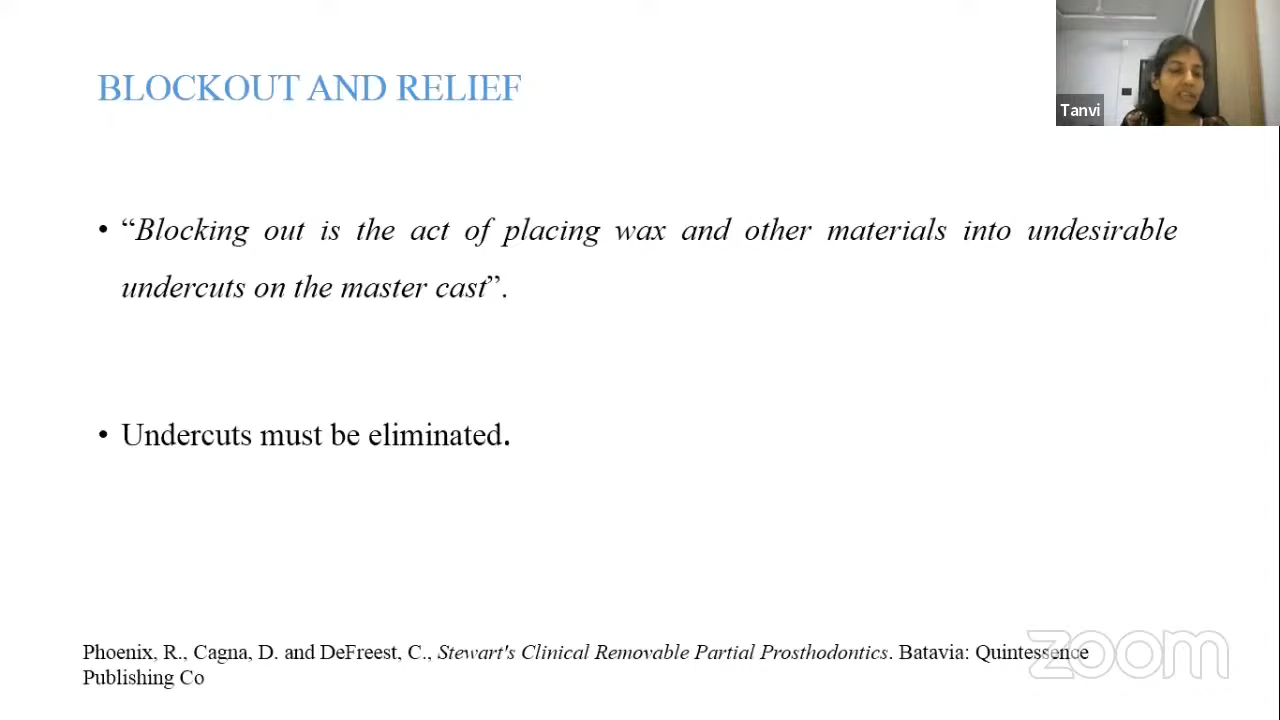 BLOCKOUT AND RELIEF
Tanvi
• “Blocking out is the act of placing wax and other materials into undesirable
undercuts on the master cast”.
• Undercuts must be eliminated.
Phoenix, R., Cagna, D. and DeFreest, C., Stewart's Clinical Removable Partial Prosthodontics. Batavia: Quintessence
Publishing Co
zoom